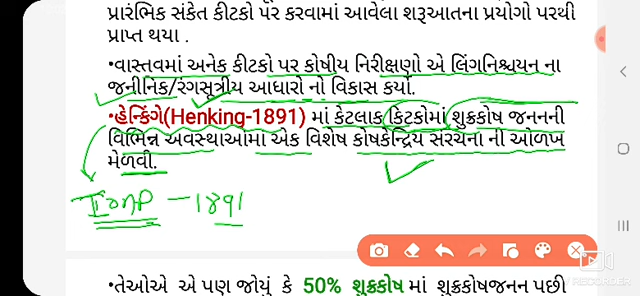 પ્રારંભિક સંકેત કીટકો પર કરવામાં આવેલા શરૂઆતના પ્રયોગો પરથી
પ્રાપ્ત થયા .
•વાસ્તવમાં અનેક કીટકો પર કોષીય નિરીક્ષણો એ લિંગનિશ્ચયન ના
જનીનિક/રંગસૂત્રીય આધારો નો વિકાસ કર્યો.
•હેન્કિંગે(Henking-1891) માં કેટલાક કિટકોમાં શુક્રકોષ જનનની
વિભિન્ન અવસ્થાઓમાં એક વિશેષ કોષકેન્દ્રિય સંરચના ની ઓળખ
મેળવી.
Ionp - 1891
•તેઓએ એ પણ જોયું કે 50% શુક્રકોષ માં શુક્રકોષજનન પછી
RECORDER